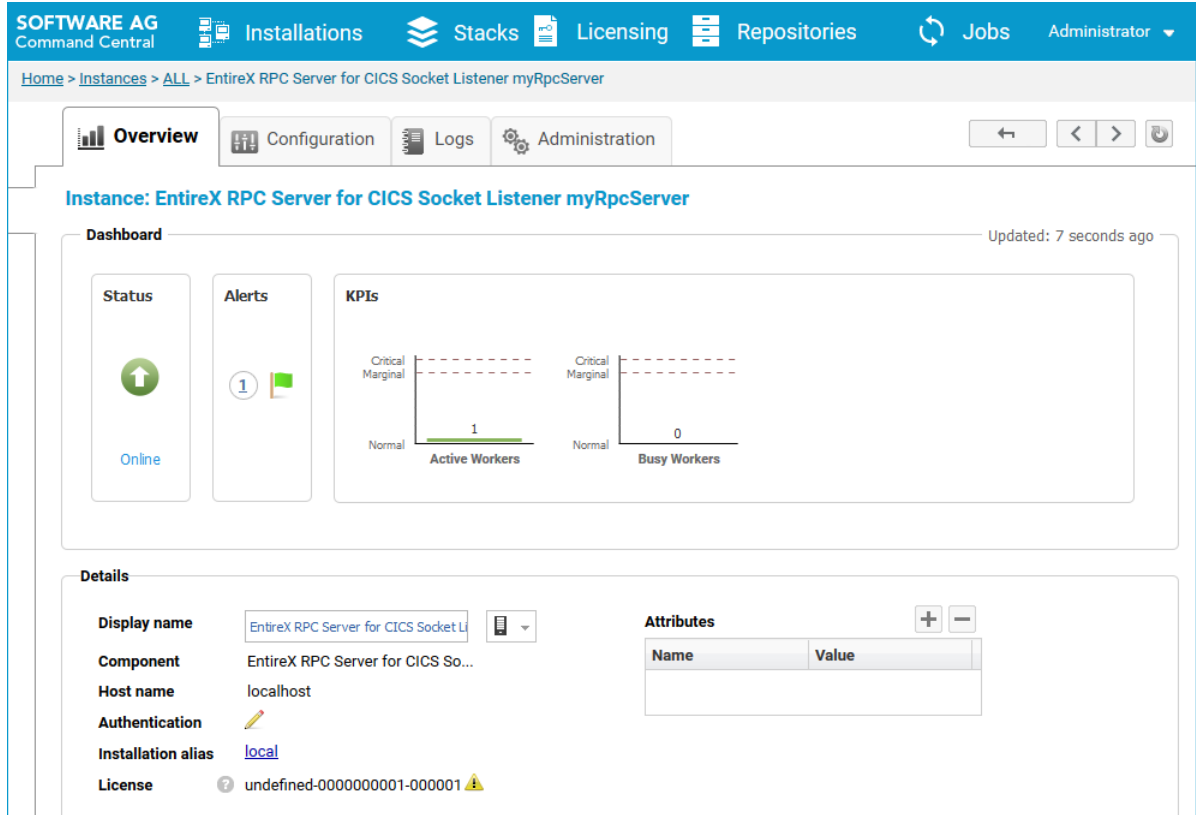 SOFTWARE AG
Command Central
Installations
Stacks
Licensing
Repositories
Jobs
Administrator
Home > Instances > ALL > EntireX RPC Server for CICS Socket Listener myRpcServer
Overview
Configuration
Logs
Administration
Instance: EntireX RPC Server for CICS Socket Listener myRpcServer
Dashboard
Updated: 7 seconds ago
Status
Online
Alerts
1
KPIs
Critical
Marginal
Normal
1
Active Workers
Critical
Marginal
Normal
0
Busy Workers
Details
Display name EntireX RPC Server for CICS Socket Li
Component EntireX RPC Server for CICS So...
Host name localhost
Authentication
Installation alias local
License ? undefined-0000000001-000001
Attributes
Name Value